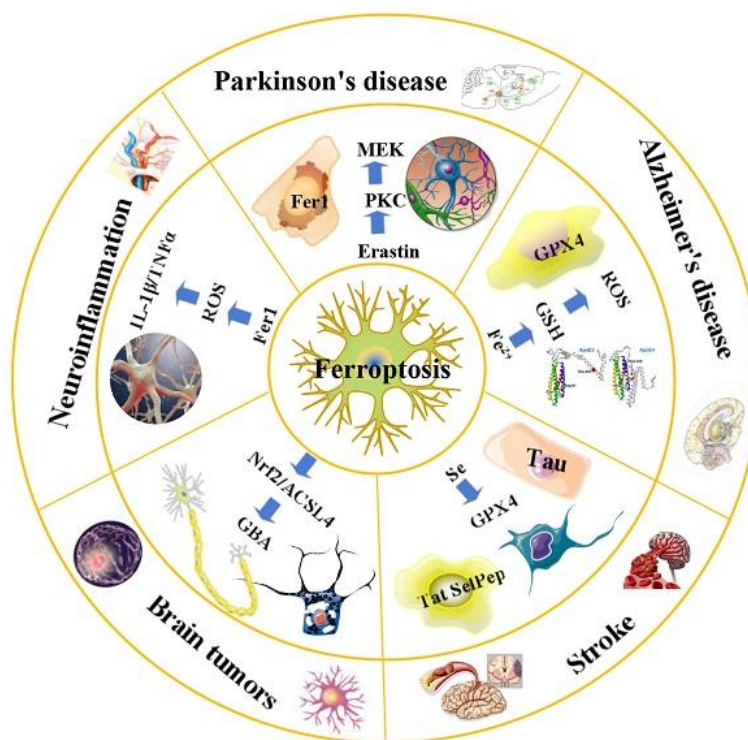 Parkinson's disease
MEK
Fer1
PKC
Erastin
Alzheimer's disease
GPX4
ROS
GSH
Fe2+
Neuroinflammation
IL-1β/TNFα
ROS
Fer1
Ferroptosis
Nrf2/ACSL4
GBA
Brain tumors
Tau
Se
GPX4
Tat SelPep
Stroke